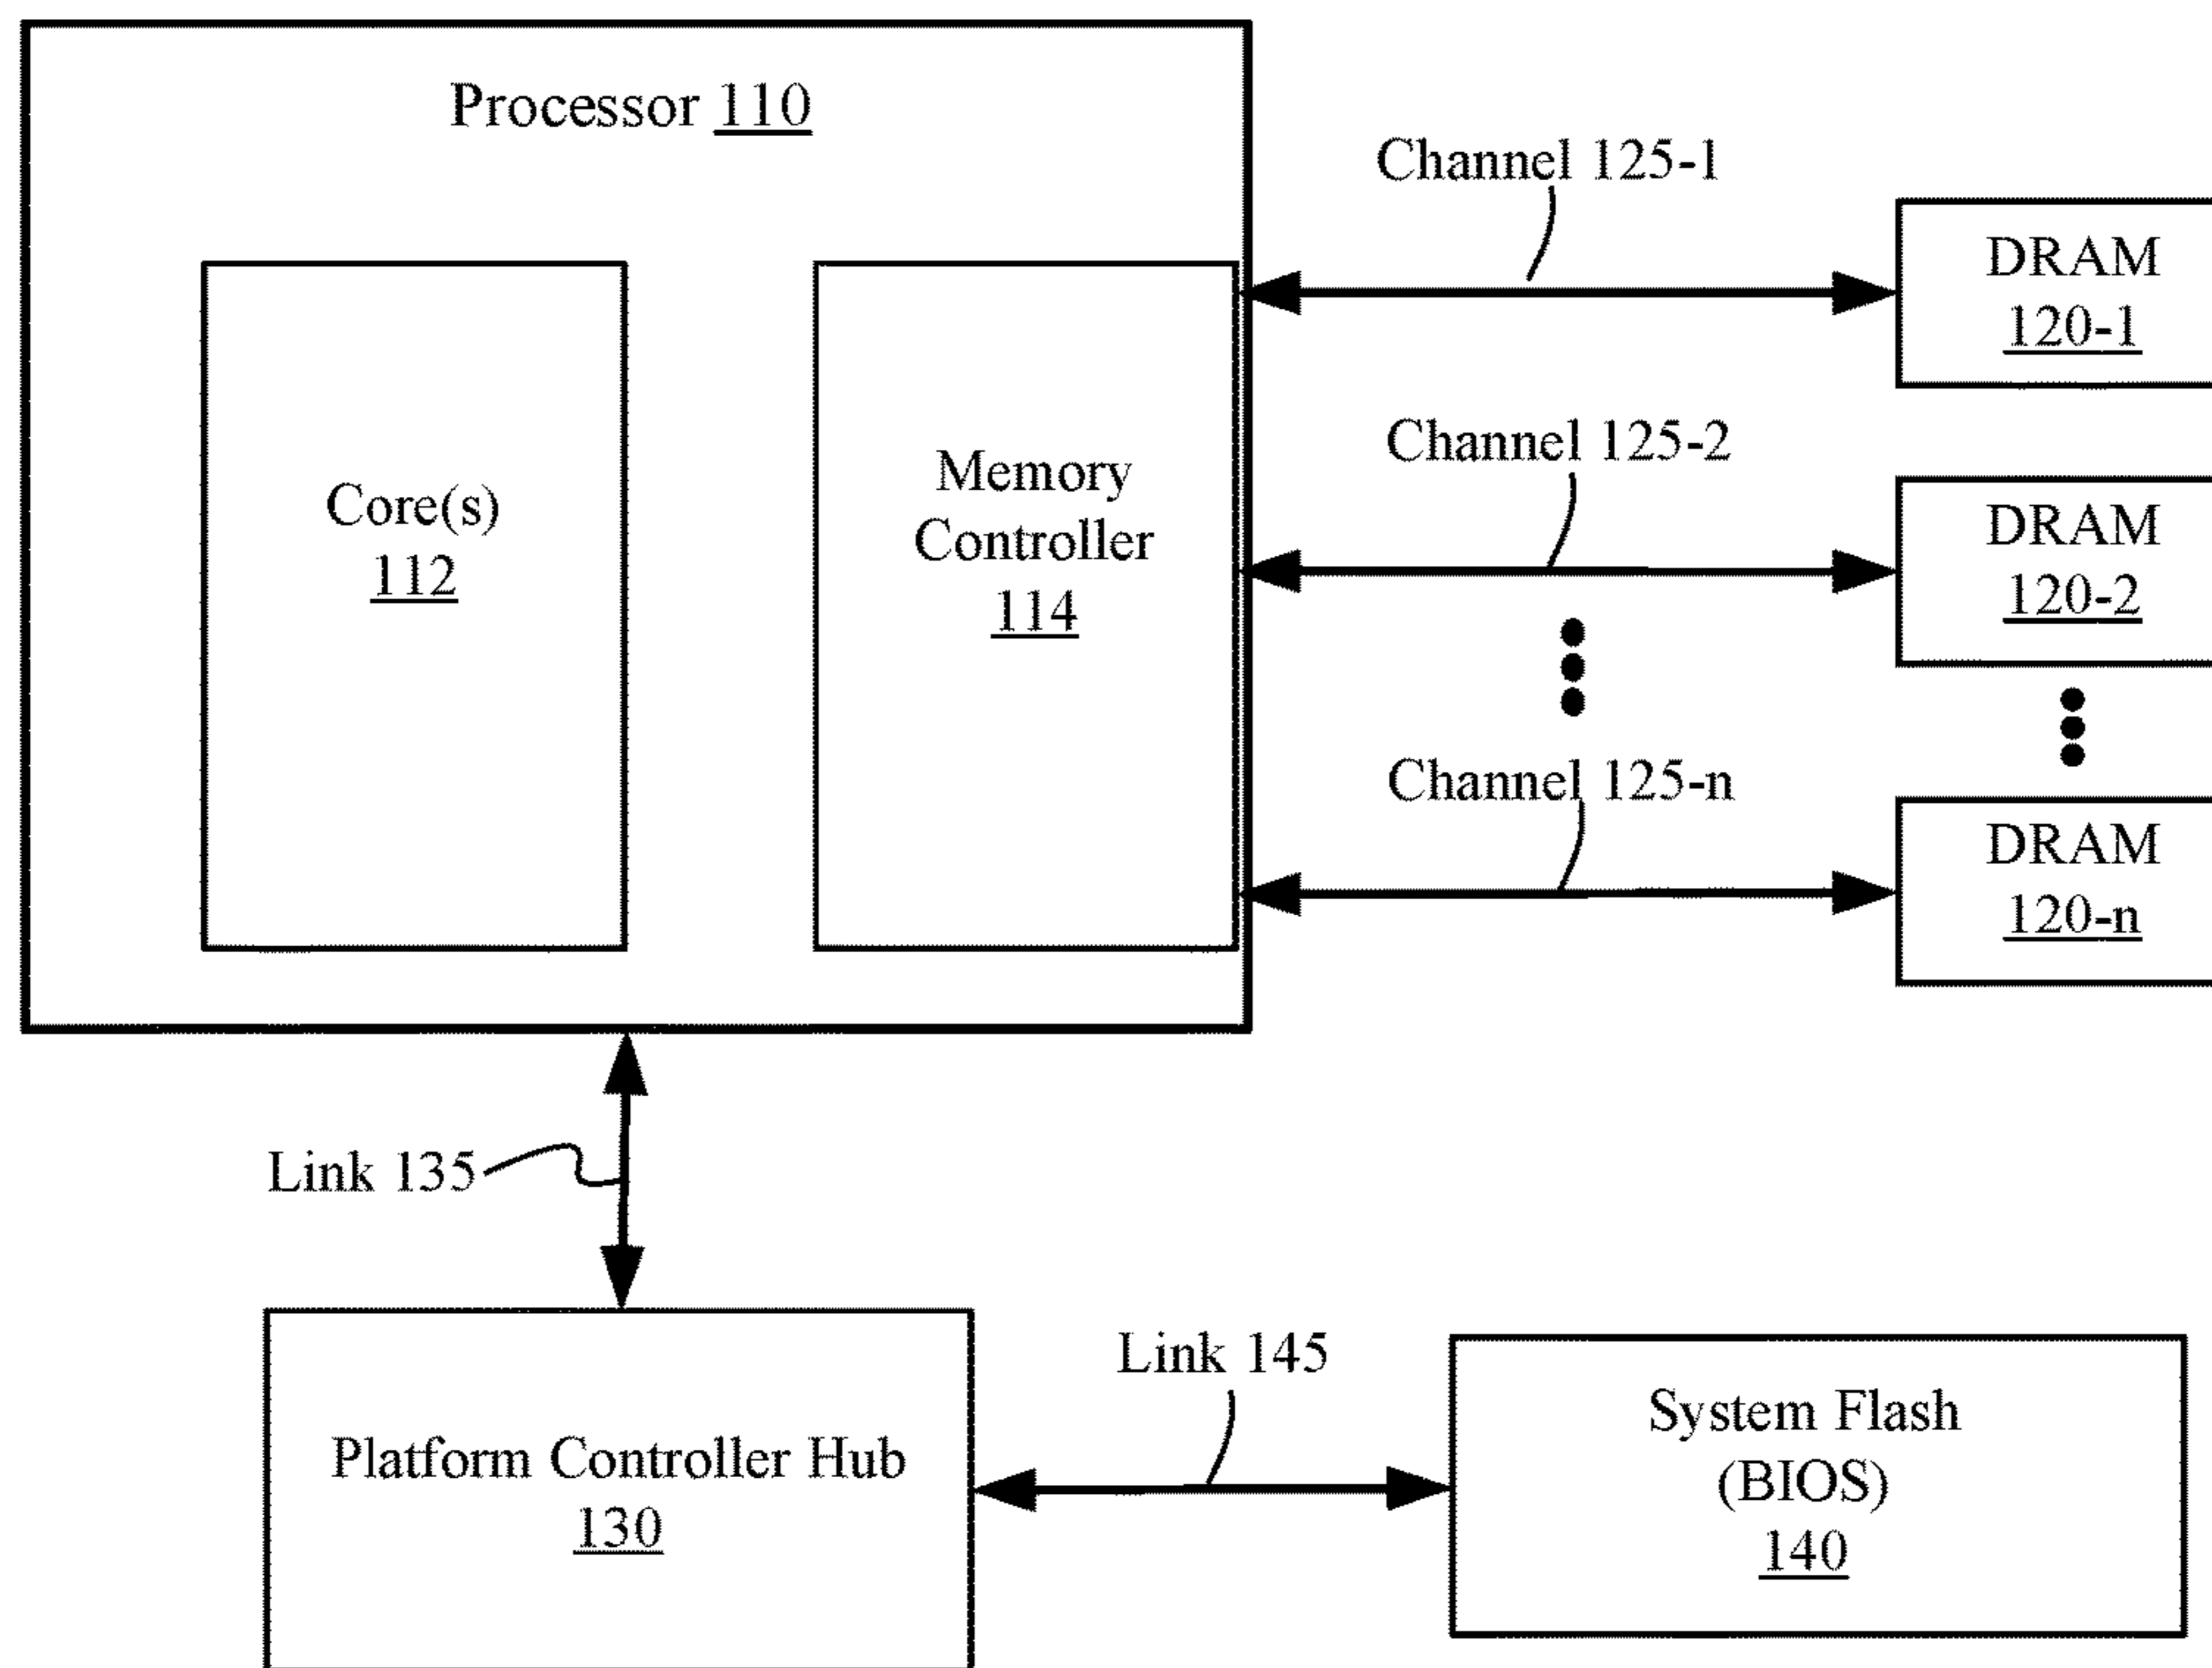 Processor 110
Channel 125-1
DRAM
120-1
Core(s)
112
Memory
Controller
114
Channel 125-2
DRAM
120-2
Channel 125-n
DRAM
120-n
Link 135
Link 145
Platform Controller Hub
130
System Flash
(BIOS)
140